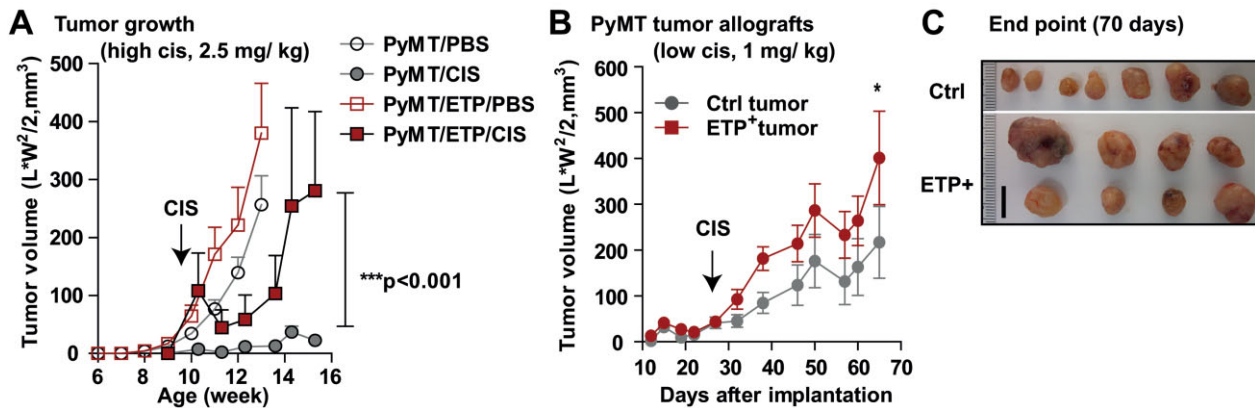 A
Tumor growth
(high cis, 2.5 mg/ kg)
PyMT/PBS
PyMT/CIS
PyMT/ETP/PBS
PyMT/ETP/CIS
Tumor volume (L*W²/2,mm³)
500
400
300
200
100
0
CIS
***p<0.001
6 8 10 12 14 16
Age (week)
B
PyMT tumor allografts
(low cis, 1 mg/ kg)
Ctrl tumor
ETP⁺tumor
Tumor volume (L*W²/2,mm³)
600
500
400
300
200
100
0
CIS
*
10 20 30 40 50 60 70
Days after implantation
C
End point (70 days)
Ctrl
ETP+